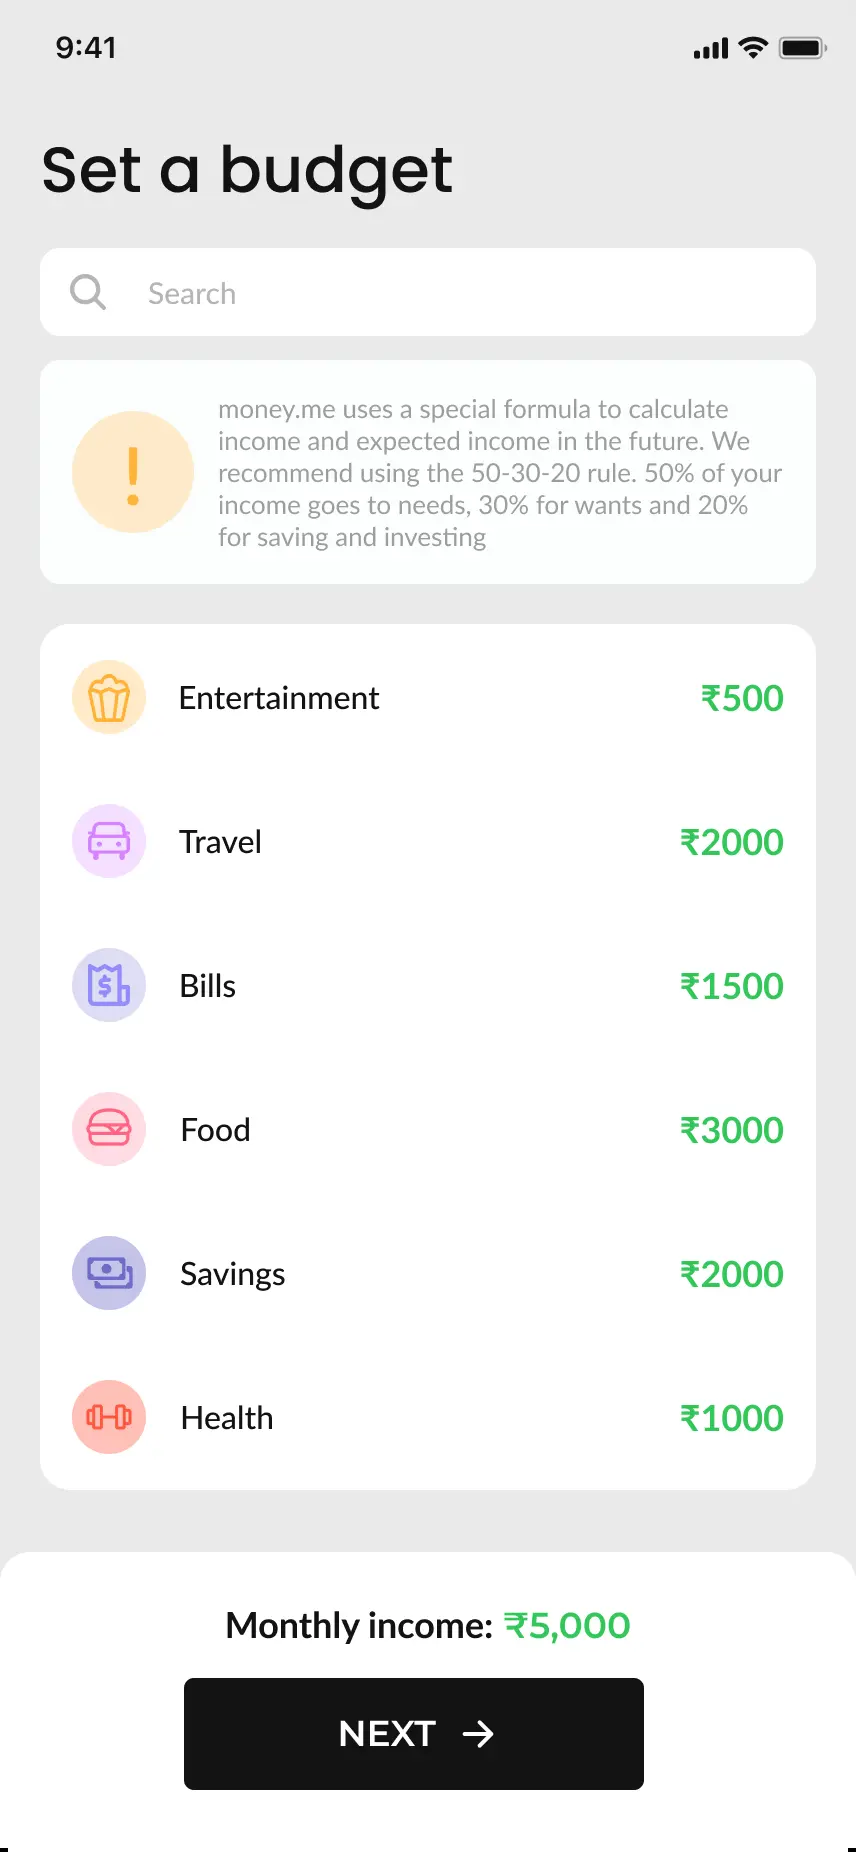 9:41
Set a budget
Search
money.me uses a special formula to calculate
income and expected income in the future. We
recommend using the 50-30-20 rule. 50% of your
income goes to needs, 30% for wants and 20%
for saving and investing
Entertainment ₹500
Travel ₹2000
Bills ₹1500
Food ₹3000
Savings ₹2000
Health ₹1000
Monthly income: ₹5,000
NEXT →